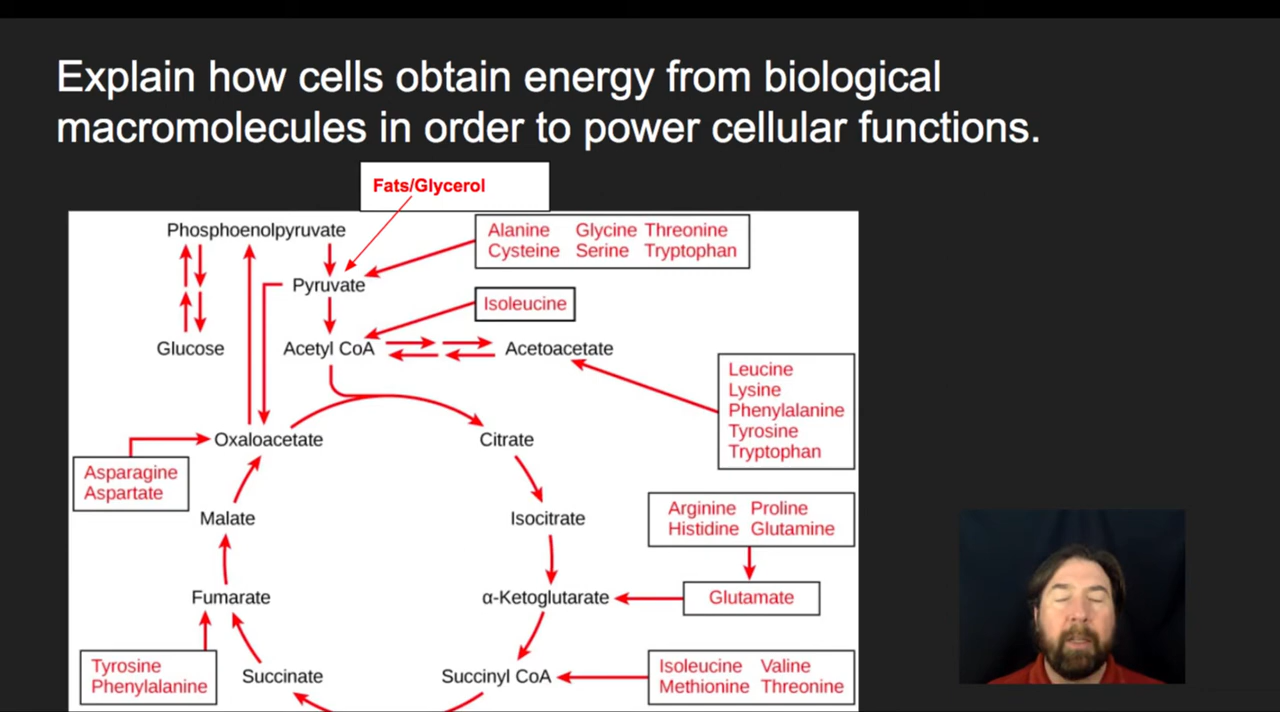 Explain how cells obtain energy from biological
macromolecules in order to power cellular functions.
Fats/Glycerol
Phosphoenolpyruvate
Alanine Glycine Threonine
Cysteine Serine Tryptophan
Pyruvate
Isoleucine
Glucose
Acetyl CoA
Acetoacetate
Leucine
Lysine
Phenylalanine
Tyrosine
Tryptophan
Oxaloacetate
Citrate
Asparagine
Aspartate
Malate
Isocitrate
Arginine Proline
Histidine Glutamine
Fumarate
α-Ketoglutarate
Glutamate
Tyrosine
Phenylalanine
Succinate
Succinyl CoA
Isoleucine Valine
Methionine Threonine